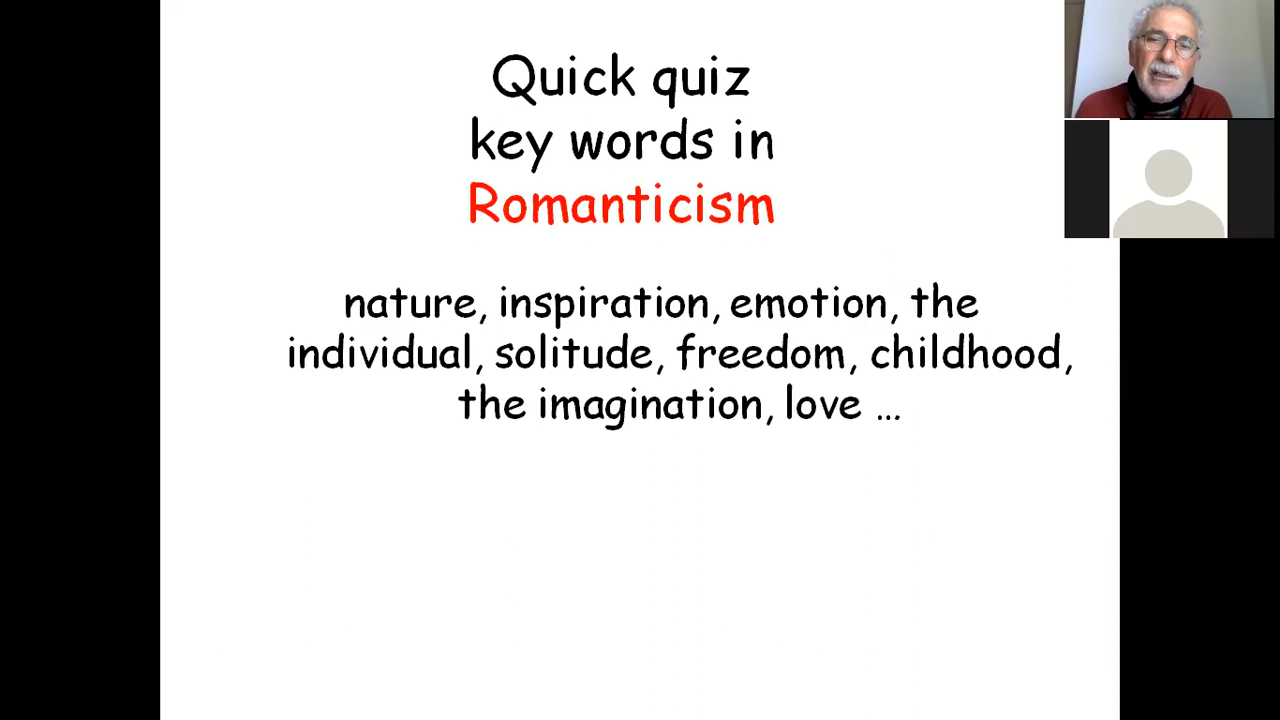 Quick quiz
key words in
Romanticism
nature, inspiration, emotion, the
individual, solitude, freedom, childhood,
the imagination, love ...